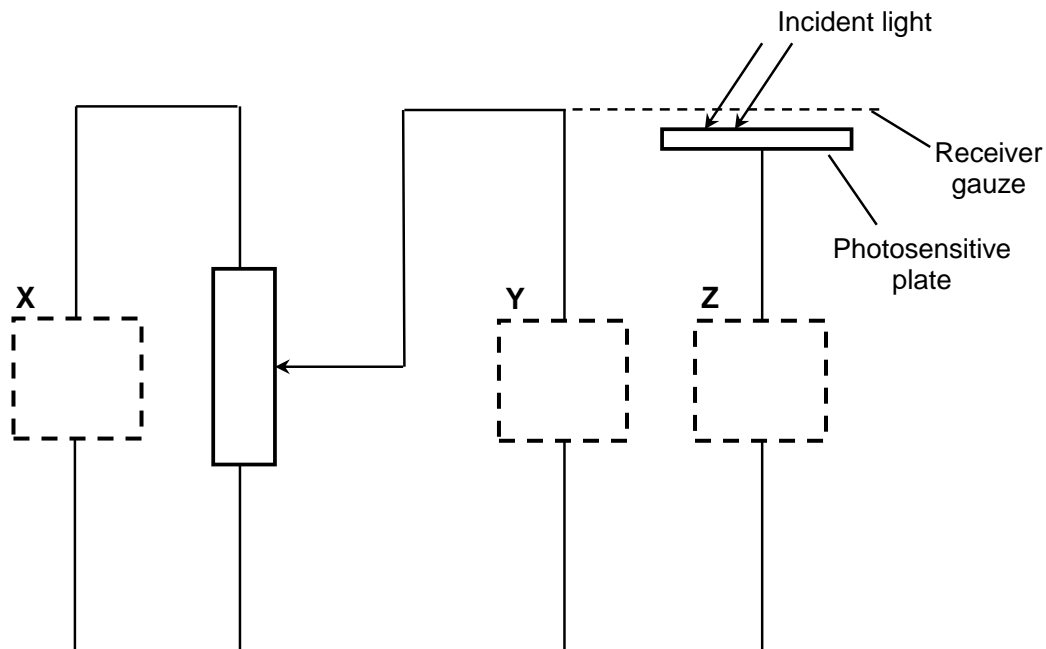 Incident light
Receiver
gauze
Photosensitive
plate
X
Y
Z